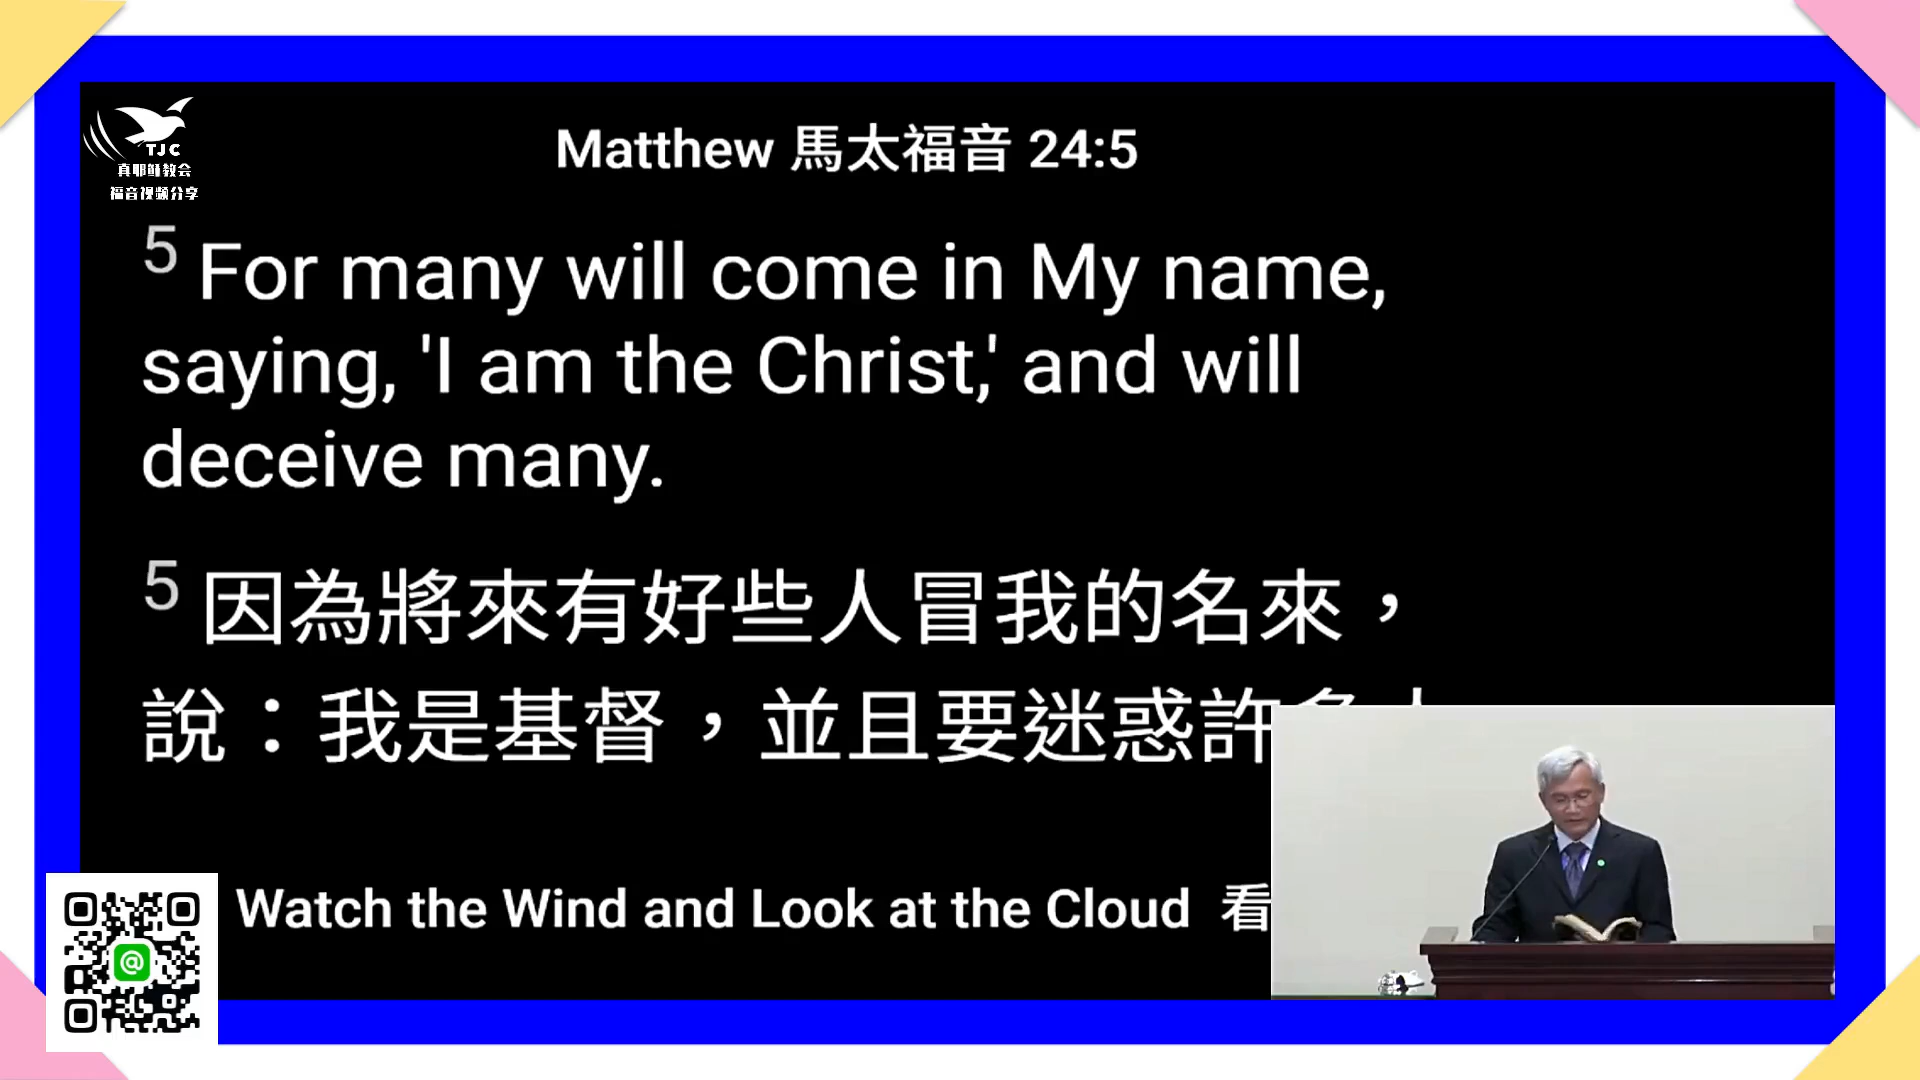 TJC
真耶穌教会
福音视频分享
Matthew 馬太福音 24:5
5 For many will come in My name,
saying, 'I am the Christ,' and will
deceive many.
5 因為將來有好些人冒我的名來，
說：我是基督，並且要迷惑許
Watch the Wind and Look at the Cloud 看